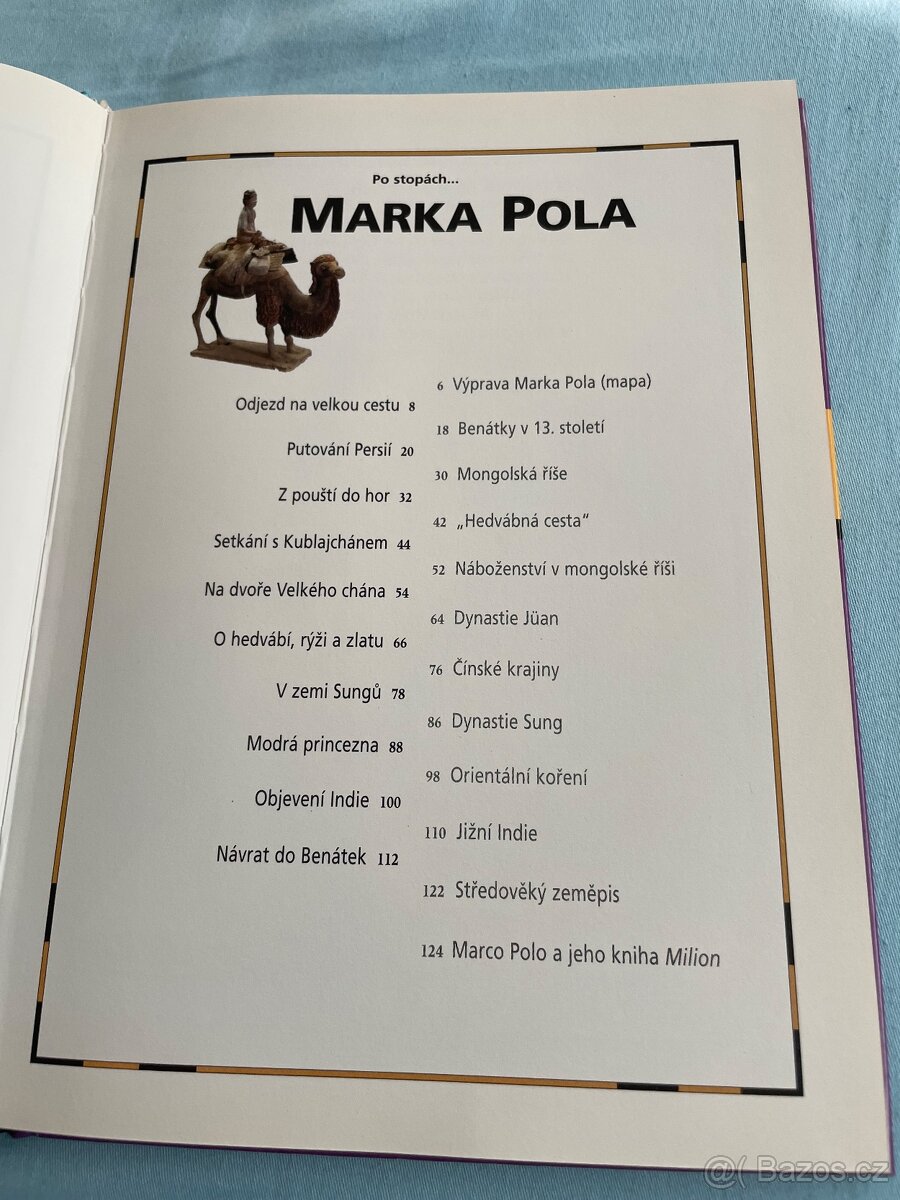 Po stopách...
MARKA POLA
6 Výprava Marka Pola (mapa)
Odjezd na velkou cestu 8
18 Benátky v 13. století
Putování Persií 20
30 Mongolská říše
Z pouští do hor 32
42 „Hedvábná cesta“
Setkání s Kublajchánem 44
52 Náboženství v mongolské říši
Na dvoře Velkého chána 54
64 Dynastie Jüan
O hedvábí, rýži a zlatu 66
76 Čínské krajiny
V zemi Sungů 78
86 Dynastie Sung
Modrá princezna 88
98 Orientální koření
Objevení Indie 100
110 Jižní Indie
Návrat do Benátek 112
122 Středověký zeměpis
124 Marco Polo a jeho kniha Milion
@( Bazos.cz